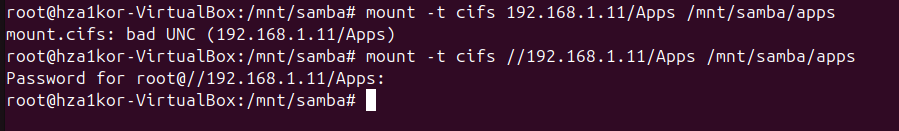 root@hza1kor-VirtualBox:/mnt/samba# mount -t cifs 192.168.1.11/Apps /mnt/samba/apps
mount.cifs: bad UNC (192.168.1.11/Apps)
root@hza1kor-VirtualBox:/mnt/samba# mount -t cifs //192.168.1.11/Apps /mnt/samba/apps
Password for root@//192.168.1.11/Apps:
root@hza1kor-VirtualBox:/mnt/samba#